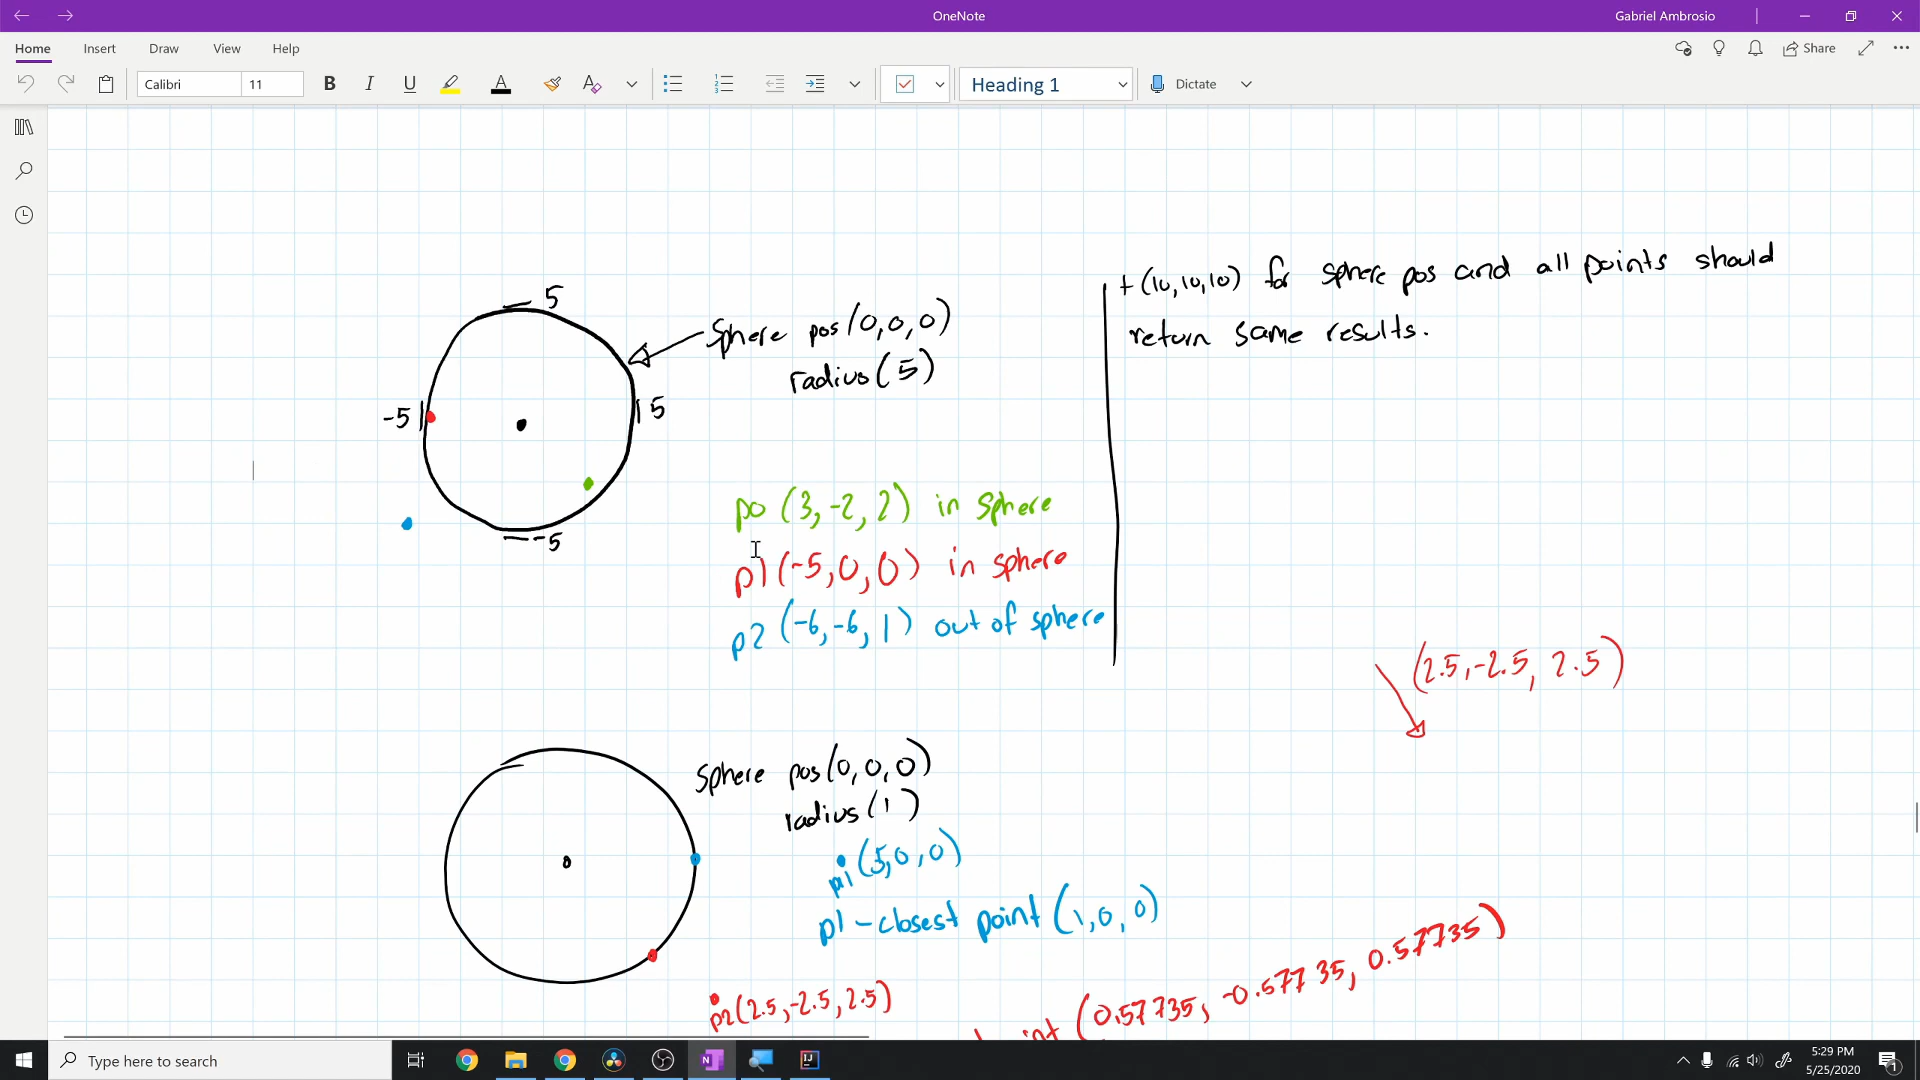 OneNote
Gabriel Ambrosio
Home Insert Draw View Help
Share
Calibri 11 B I U A Heading 1 Dictate
+(10,10,10) for sphere pos and all points should
return same results.
5
Sphere pos(0,0,0)
radius(5)
-5
5
-5
p0 (3,-2,2) in sphere
p1(-5,0,0) in sphere
p2 (-6,-6,1) out of sphere
(2.5,-2.5, 2.5)
Sphere pos(0,0,0)
radius(1)
p1 (5,0,0)
p1-closest point (1,0,0)
p2(2.5,-2.5,2.5)
(0.57735, -0.57735, 0.57735)
Type here to search
5:29 PM
5/25/2020
1